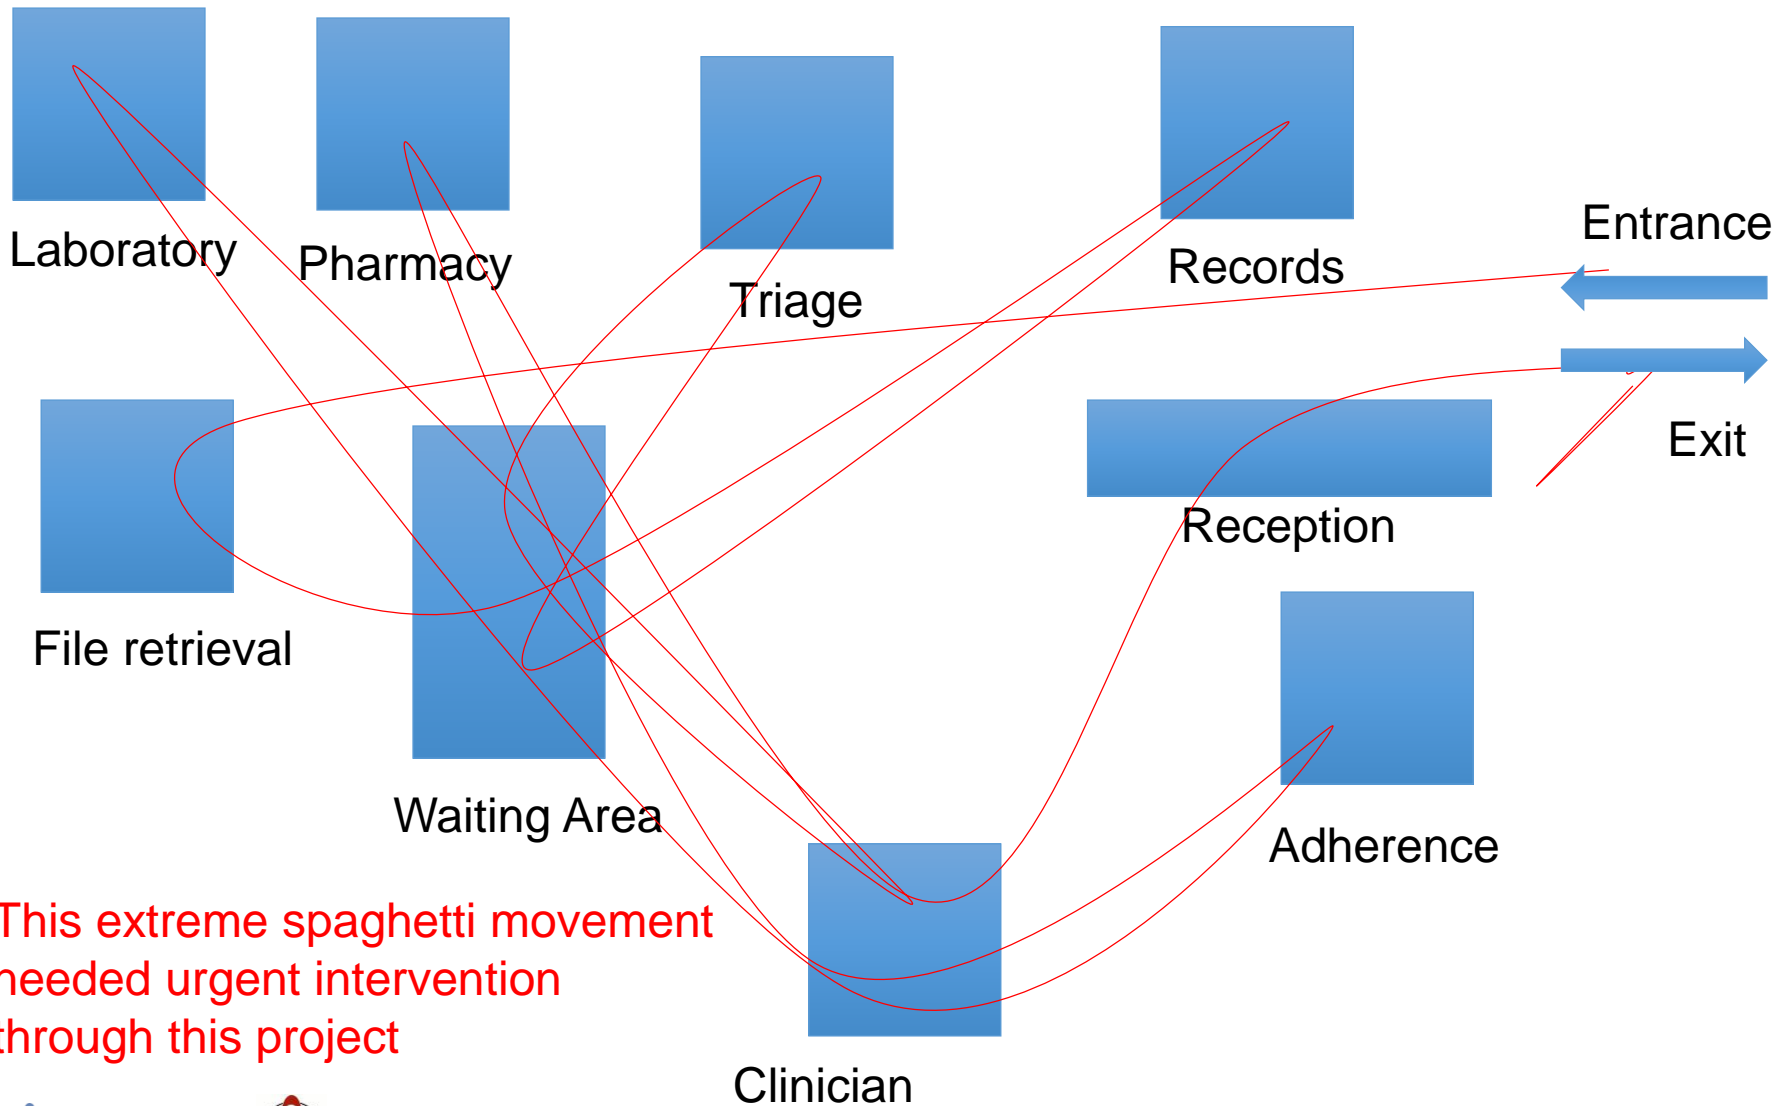 Laboratory
Pharmacy
Triage
Records
Entrance
Exit
File retrieval
Waiting Area
Reception
Adherence
Clinician
This extreme spaghetti movement
needed urgent intervention
through this project